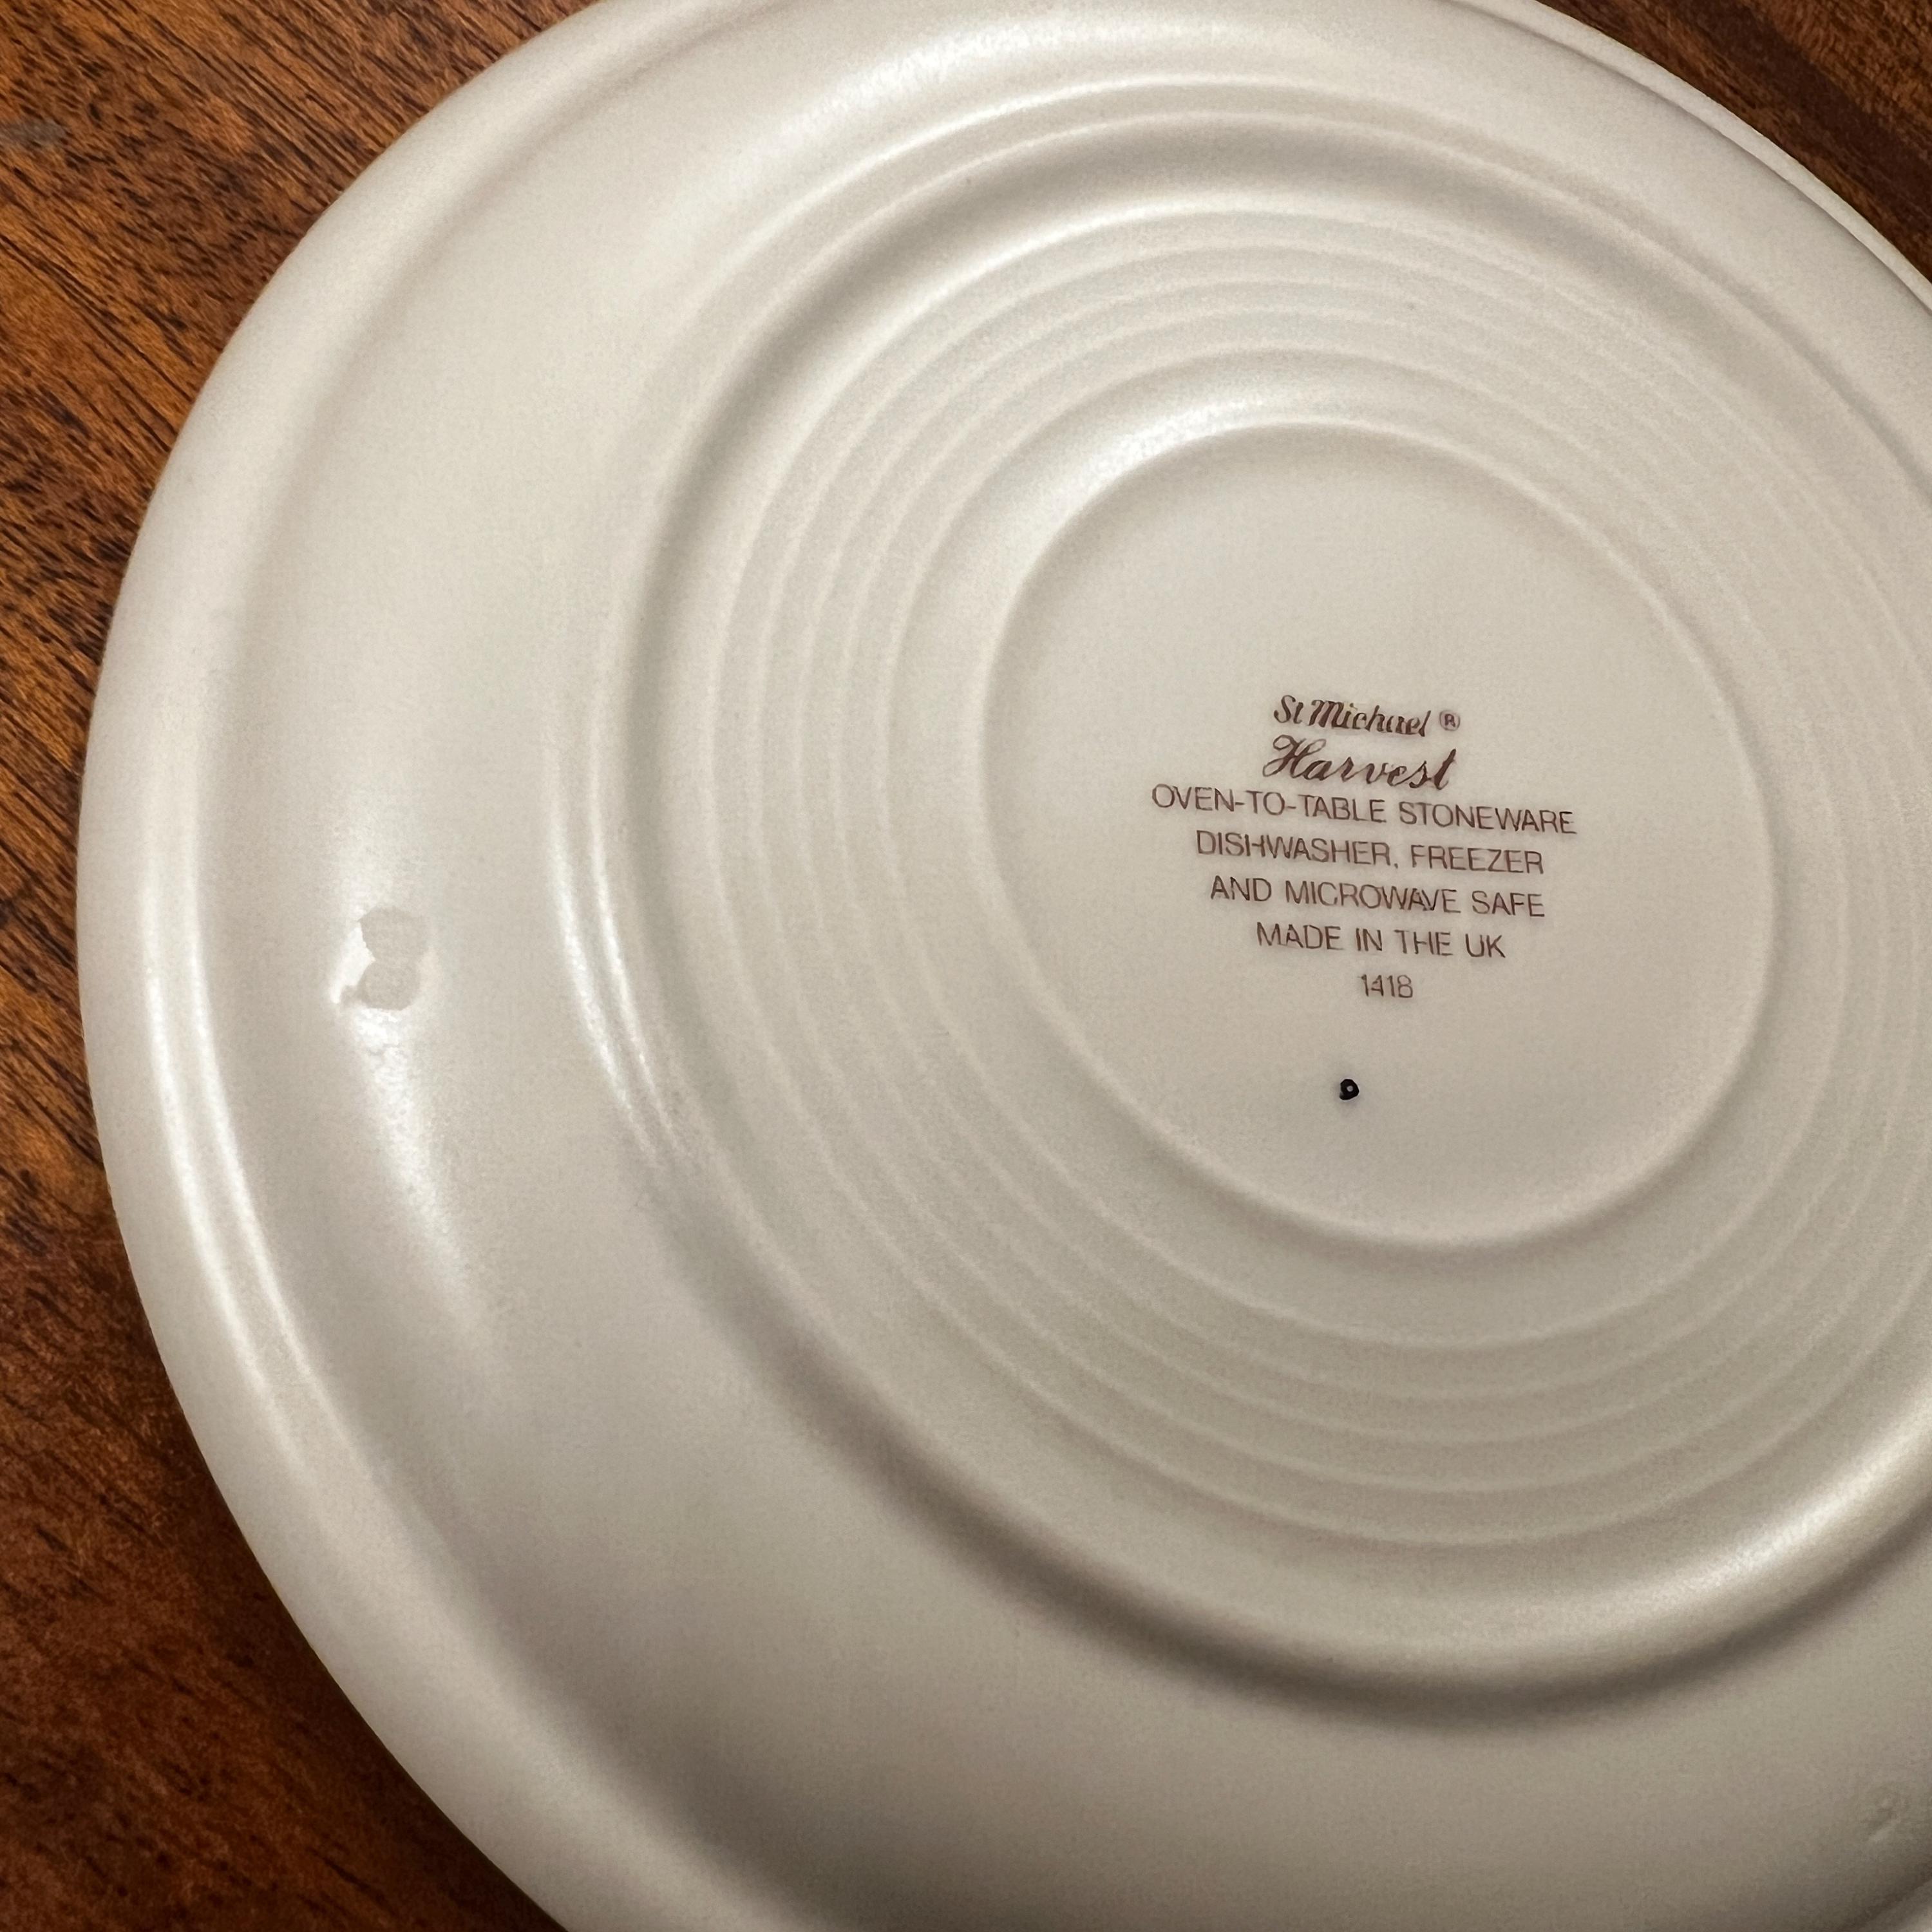 St Michael ®
Harvest
OVEN-TO-TABLE STONEWARE
DISHWASHER, FREEZER
AND MICROWAVE SAFE
MADE IN THE UK
1418